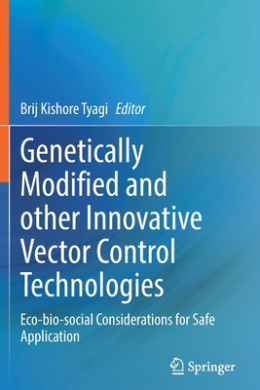 Brij Kishore Tyagi Editor
Genetically
Modified and
other Innovative
Vector Control
Technologies
Eco-bio-social Considerations for Safe
Application
Springer